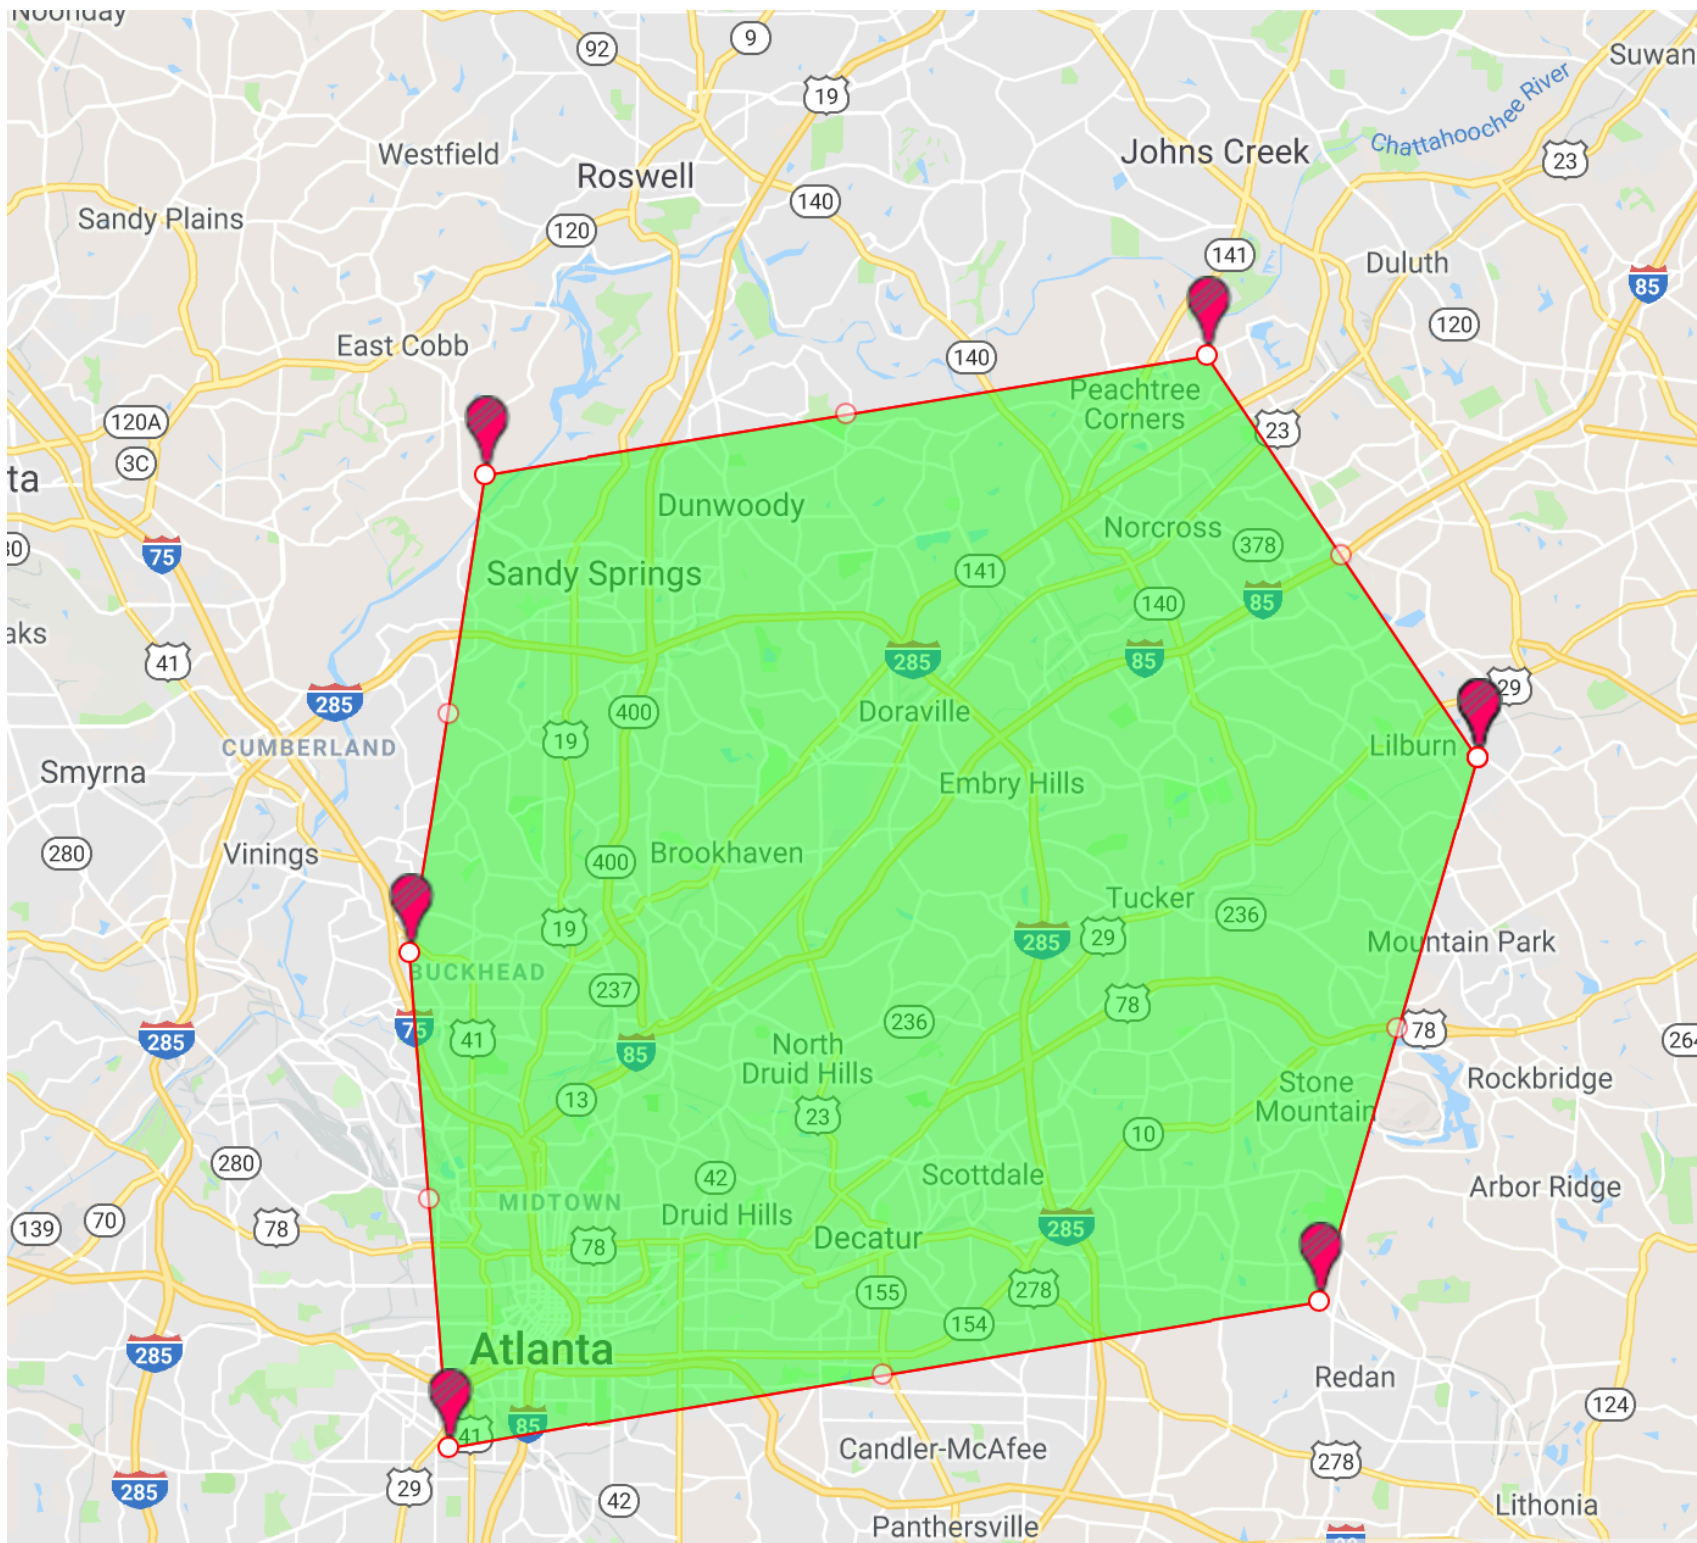 Noonday
92
9
19
Suwan
Chattahoochee River
Westfield
Roswell
Johns Creek
23
140
Sandy Plains
120
141
Duluth
85
East Cobb
120
140
Peachtree
Corners
120A
23
3C
ta
Dunwoody
Norcross
378
75
141
Sandy Springs
85
140
aks
41
285
85
29
285
400
Doraville
19
CUMBERLAND
Lilburn
Smyrna
Embry Hills
280
Vinings
400
Brookhaven
Tucker
236
19
29
285
Mountain Park
BUCKHEAD
237
78
236
75
41
285
85
78
264
North
Druid Hills
Stone
Mountain
Rockbridge
13
23
10
280
42
Scottdale
MIDTOWN
Arbor Ridge
139
70
78
Druid Hills
285
78
Decatur
155
278
154
285
Atlanta
Redan
124
85
41
Candler-McAfee
278
285
29
42
Lithonia
Panthersville